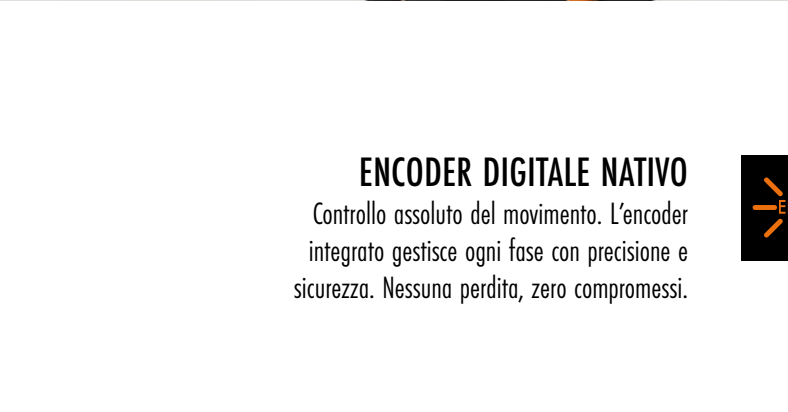 ENCODER DIGITALE NATIVO
Controllo assoluto del movimento. L’encoder
integrato gestisce ogni fase con precisione e
sicurezza. Nessuna perdita, zero compromessi.
E